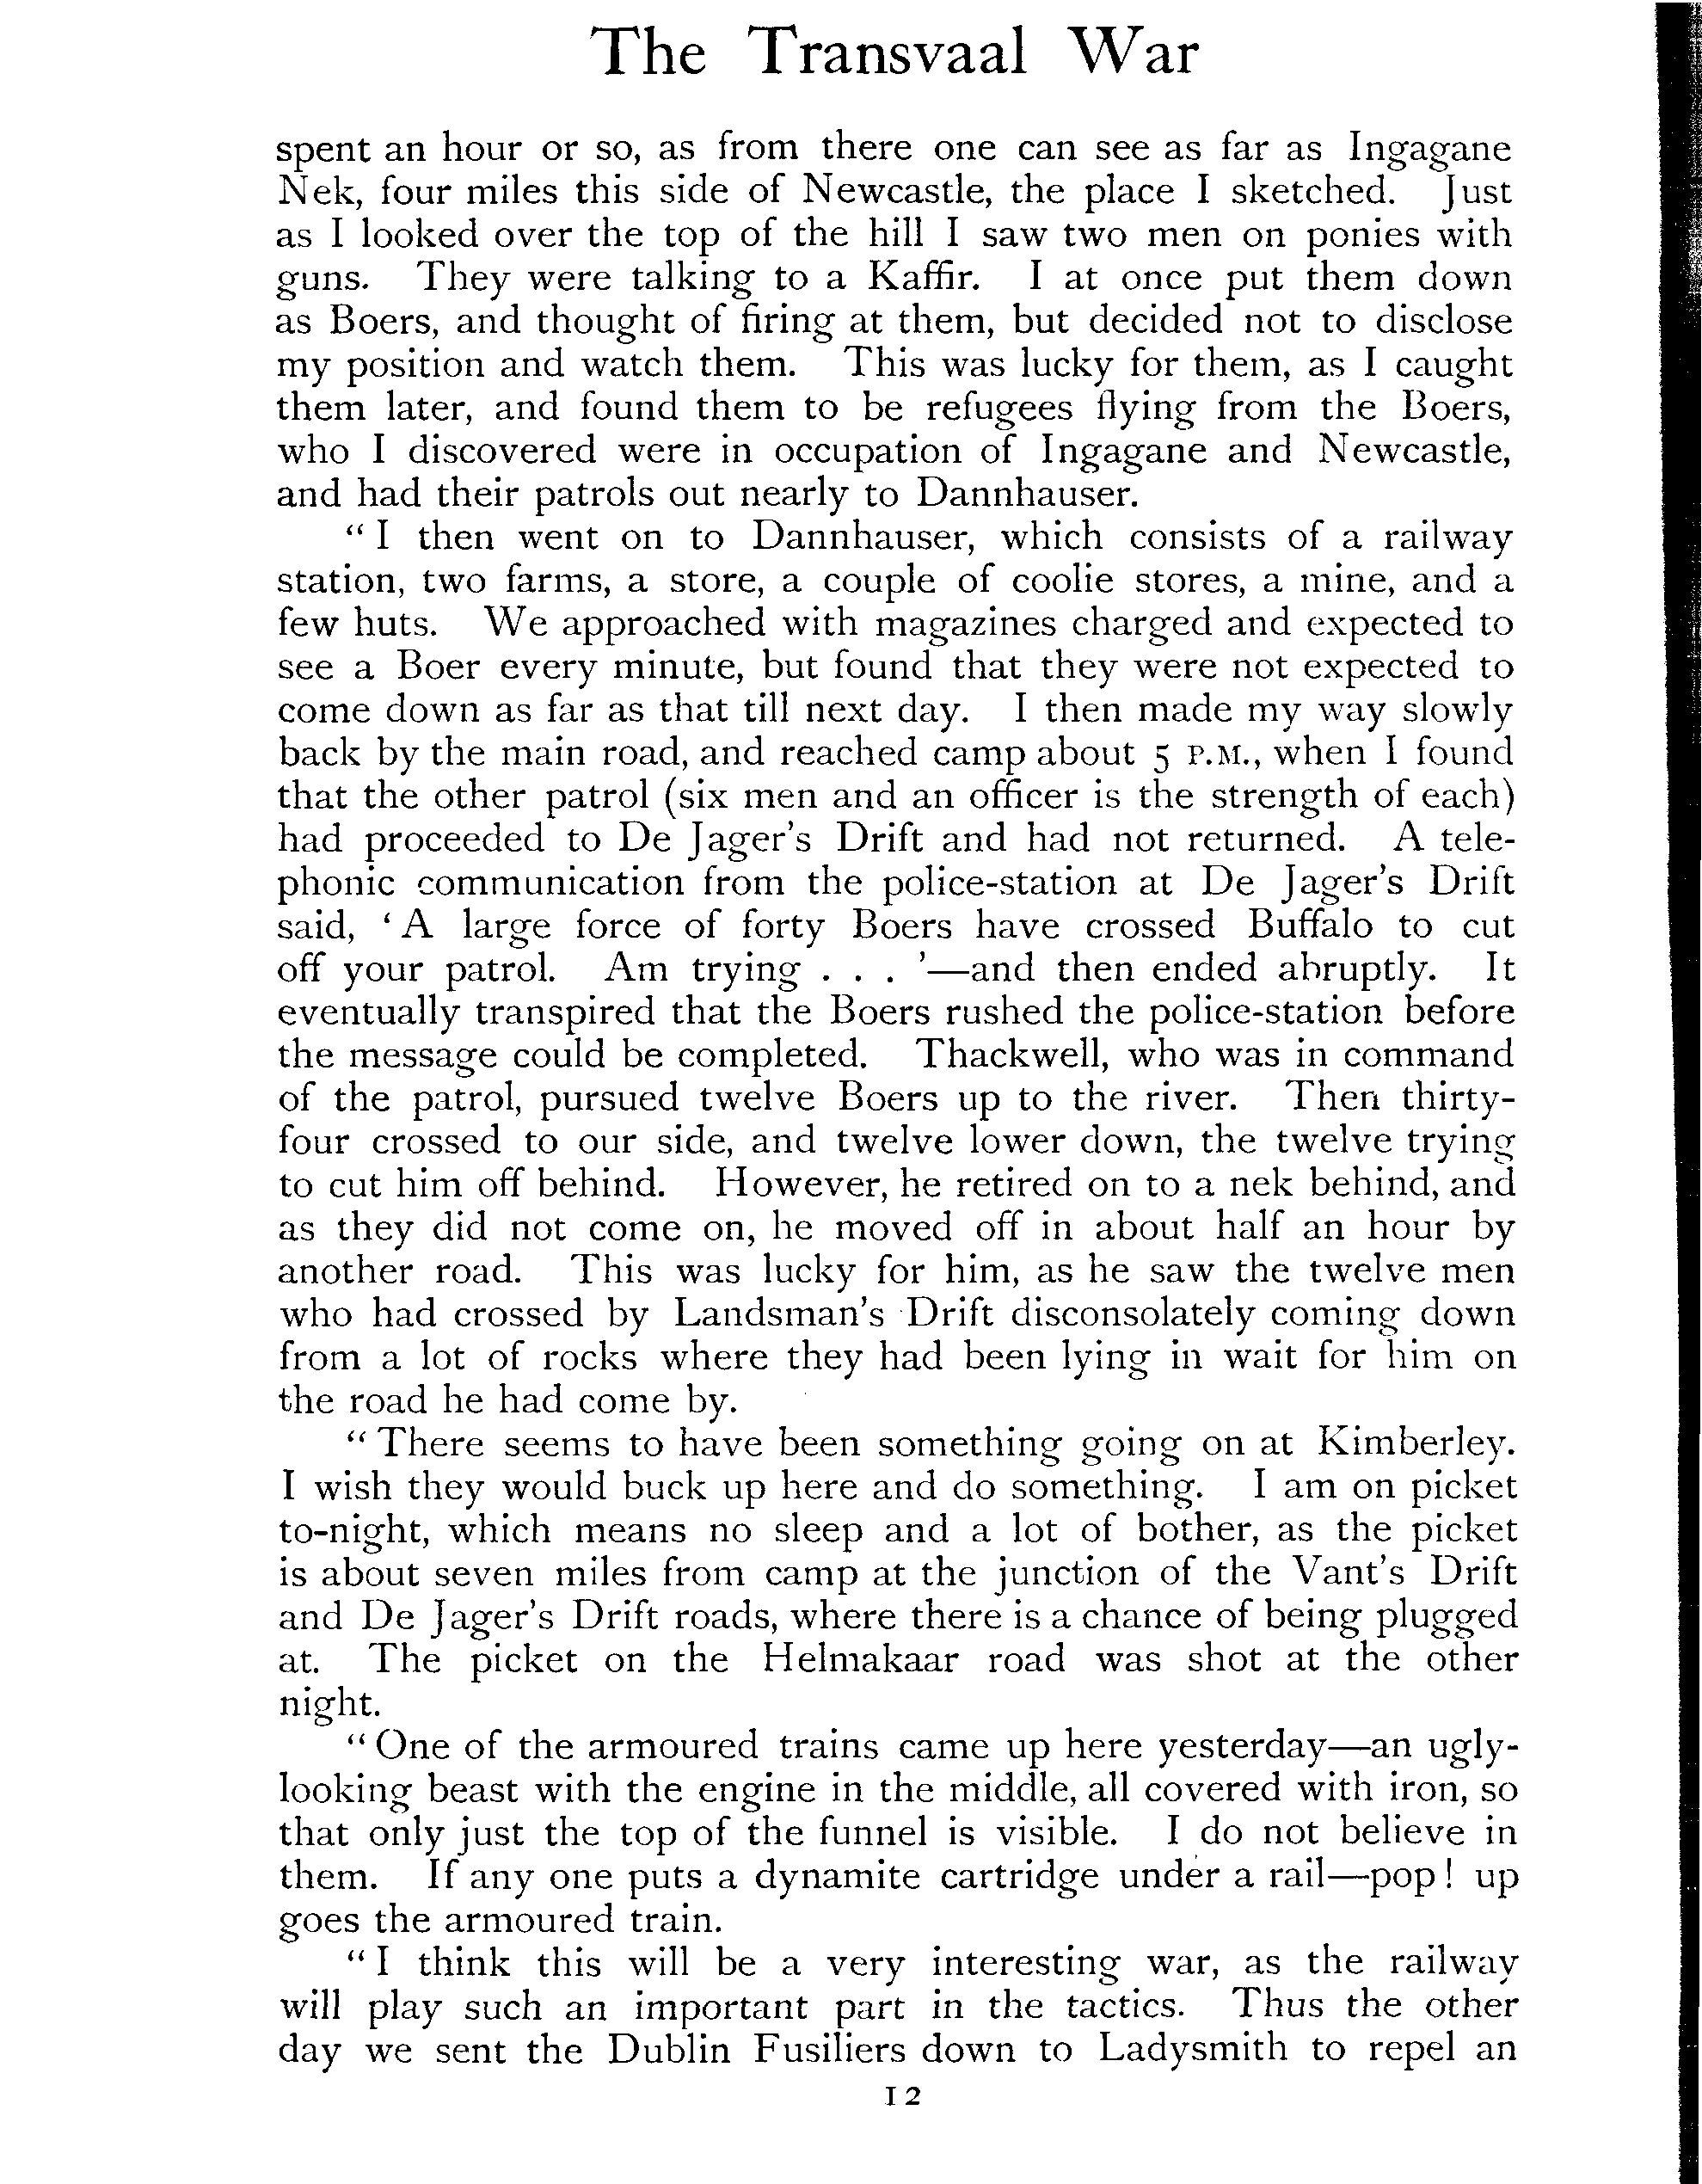 The Transvaal War
spent an hour or so, as from there one can see as far as Ingagane
Nek, four miles this side of Newcastle, the place I sketched. Just
as I looked over the top of the hill I saw two men on ponies with
guns. They were talking to a Kaffir. I at once put them down
as Boers, and thought of firing at them, but decided not to disclose
my position and watch them. This was lucky for them, as I caught
them later, and found them to be refugees flying from the Boers,
who I discovered were in occupation of Ingagane and Newcastle,
and had their patrols out nearly to Dannhauser.
“ I then went on to Dannhauser, which consists of a railway
station, two farms, a store, a couple of coolie stores, a mine, and a
few huts. We approached with magazines charged and expected to
see a Boer every minute, but found that they were not expected to
come down as far as that till next day. I then made my way slowly
back by the main road, and reached camp about 5 P.M., when I found
that the other patrol (six men and an officer is the strength of each)
had proceeded to De Jager's Drift and had not returned. A tele-
phonic communication from the police-station at De Jager's Drift
said, ‘ A large force of forty Boers have crossed Buffalo to cut
off your patrol. Am trying . . . ’—and then ended abruptly. It
eventually transpired that the Boers rushed the police-station before
the message could be completed. Thackwell, who was in command
of the patrol, pursued twelve Boers up to the river. Then thirty-
four crossed to our side, and twelve lower down, the twelve trying
to cut him off behind. However, he retired on to a nek behind, and
as they did not come on, he moved off in about half an hour by
another road. This was lucky for him, as he saw the twelve men
who had crossed by Landsman's Drift disconsolately coming down
from a lot of rocks where they had been lying in wait for him on
the road he had come by.
“ There seems to have been something going on at Kimberley.
I wish they would buck up here and do something. I am on picket
to-night, which means no sleep and a lot of bother, as the picket
is about seven miles from camp at the junction of the Vant's Drift
and De Jager's Drift roads, where there is a chance of being plugged
at. The picket on the Helmakaar road was shot at the other
night.
“ One of the armoured trains came up here yesterday—an ugly-
looking beast with the engine in the middle, all covered with iron, so
that only just the top of the funnel is visible. I do not believe in
them. If any one puts a dynamite cartridge under a rail—pop! up
goes the armoured train.
“ I think this will be a very interesting war, as the railway
will play such an important part in the tactics. Thus the other
day we sent the Dublin Fusiliers down to Ladysmith to repel an
12